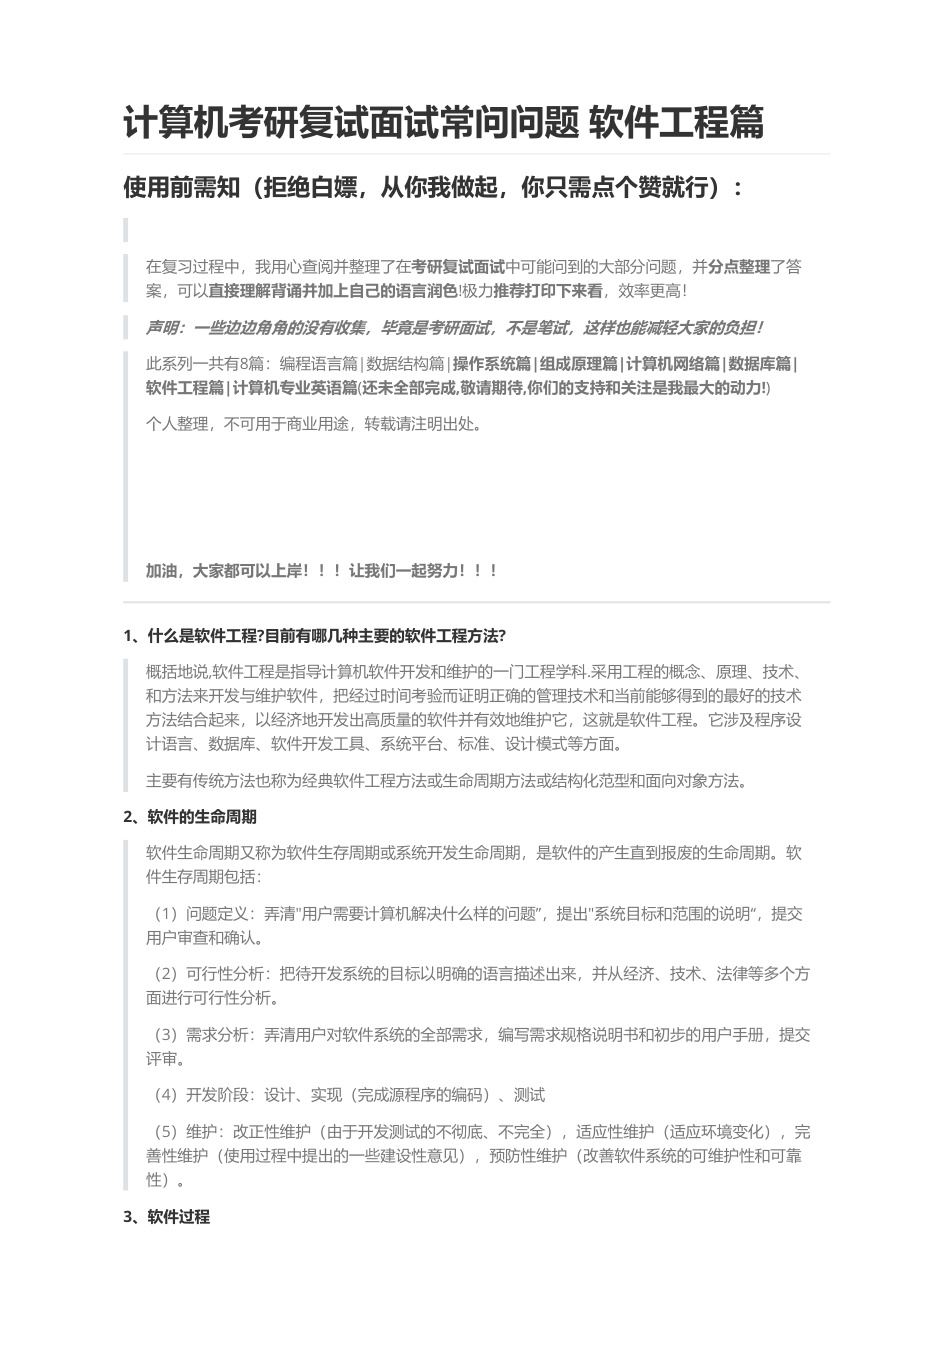 计算机考研复试面试常问问题 软件工程篇
使用前需知（拒绝白嫖，从你我做起，你只需点个赞就行）：
在复习过程中，我用心查阅并整理了在考研复试面试中可能问到的大部分问题，并分点整理了答
案，可以直接理解背诵并加上自己的语言润色!极力推荐打印下来看，效率更高！
声明：一些边边角角的没有收集，毕竟是考研面试，不是笔试，这样也能减轻大家的负担！
此系列一共有8篇：编程语言篇|数据结构篇|操作系统篇|组成原理篇|计算机网络篇|数据库篇|
软件工程篇|计算机专业英语篇(还未全部完成,敬请期待,你们的支持和关注是我最大的动力!)
个人整理，不可用于商业用途，转载请注明出处。
加油，大家都可以上岸！！！让我们一起努力！！！
1、什么是软件工程?目前有哪几种主要的软件工程方法?
概括地说,软件工程是指导计算机软件开发和维护的一门工程学科.采用工程的概念、原理、技术、
和方法来开发与维护软件，把经过时间考验而证明正确的管理技术和当前能够得到的最好的技术
方法结合起来，以经济地开发出高质量的软件并有效地维护它，这就是软件工程。它涉及程序设
计语言、数据库、软件开发工具、系统平台、标准、设计模式等方面。
主要有传统方法也称为经典软件工程方法或生命周期方法或结构化范型和面向对象方法。
2、软件的生命周期
软件生命周期又称为软件生存周期或系统开发生命周期，是软件的产生直到报废的生命周期。软
件生存周期包括：
（1）问题定义：弄清"用户需要计算机解决什么样的问题”，提出"系统目标和范围的说明“，提交
用户审查和确认。
（2）可行性分析：把待开发系统的目标以明确的语言描述出来，并从经济、技术、法律等多个方
面进行可行性分析。
（3）需求分析：弄清用户对软件系统的全部需求，编写需求规格说明书和初步的用户手册，提交
评审。
（4）开发阶段：设计、实现（完成源程序的编码）、测试
（5）维护：改正性维护（由于开发测试的不彻底、不完全），适应性维护（适应环境变化），完
善性维护（使用过程中提出的一些建设性意见），预防性维护（改善软件系统的可维护性和可靠
性）。
3、软件过程